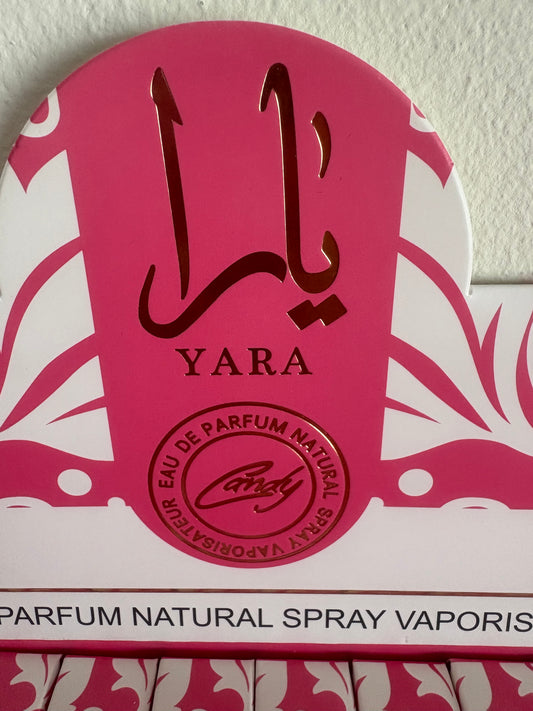 يارا
YARA
EAU DE PARFUM NATURAL SPRAY VAPORISATEUR
Candy
PARFUM NATURAL SPRAY VAPORIS